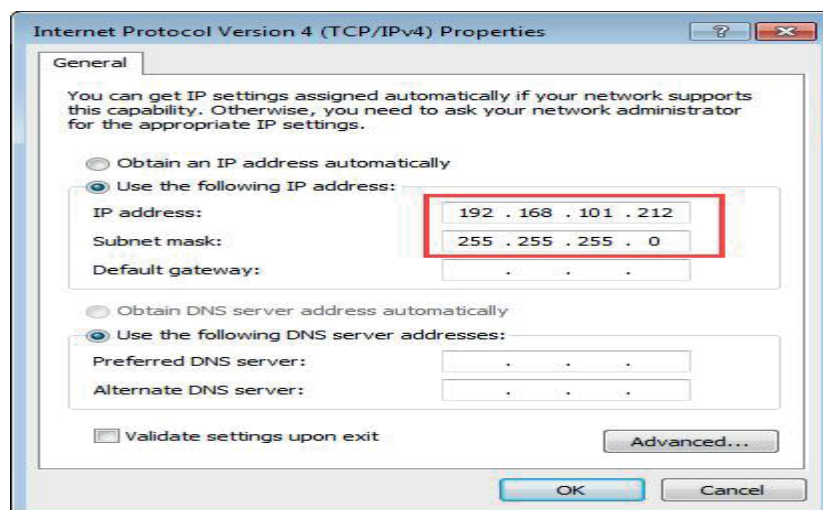 Internet Protocol Version 4 (TCP/IPv4) Properties
General
You can get IP settings assigned automatically if your network supports
this capability. Otherwise, you need to ask your network administrator
for the appropriate IP settings.
Obtain an IP address automatically
Use the following IP address:
IP address: 192 . 168 . 101 . 212
Subnet mask: 255 . 255 . 255 . 0
Default gateway: . . .
Obtain DNS server address automatically
Use the following DNS server addresses:
Preferred DNS server: . . .
Alternate DNS server: . . .
Validate settings upon exit
Advanced...
OK Cancel